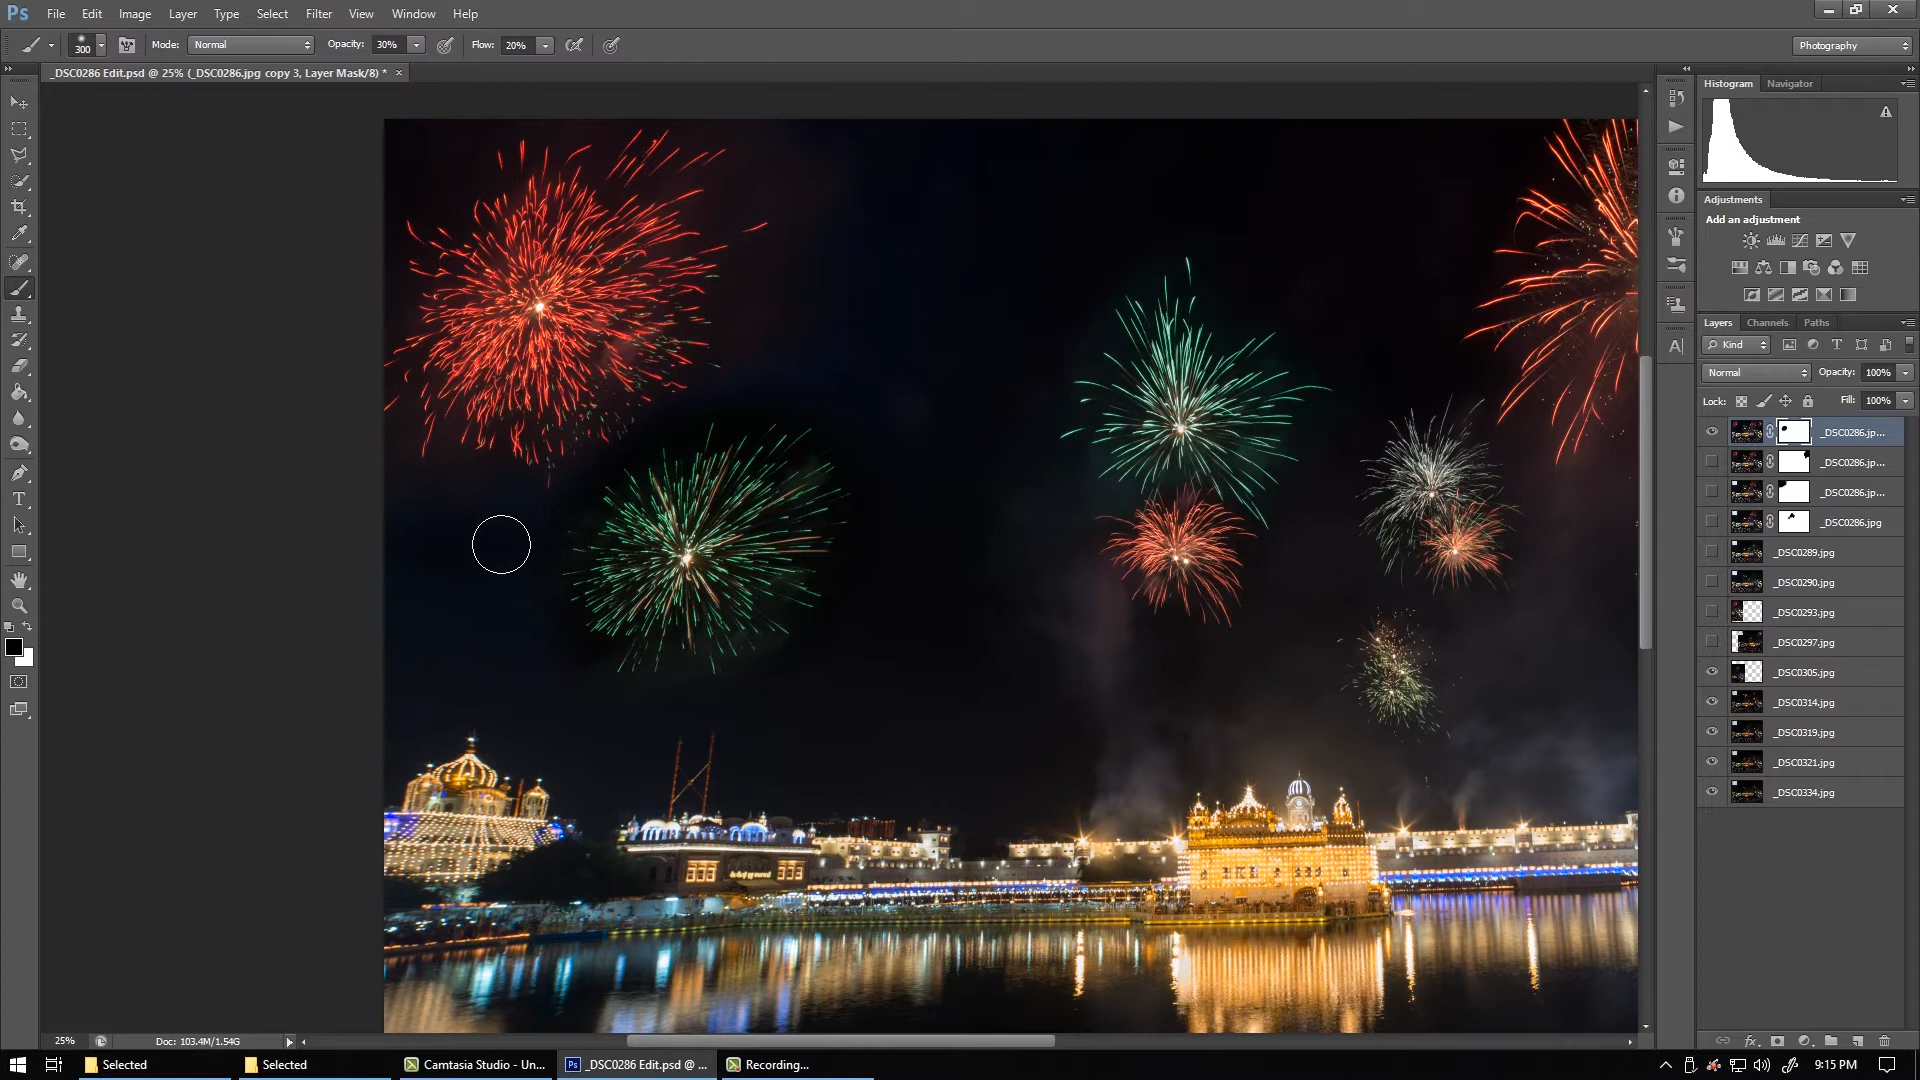 Ps File Edit Image Layer Type Select Filter View Window Help
300 Mode: Normal Opacity: 30% Flow: 20% Photography
_DSC0286 Edit.psd @ 25% (_DSC0286.jpg copy 3, Layer Mask/8) * ×
Histogram Navigator
Adjustments
Add an adjustment
Layers Channels Paths
Kind
Normal Opacity: 100%
Lock: Fill: 100%
_DSC0286.jp...
_DSC0286.jp...
_DSC0286.jp...
_DSC0286.jpg
_DSC0289.jpg
_DSC0290.jpg
_DSC0293.jpg
_DSC0297.jpg
_DSC0305.jpg
_DSC0314.jpg
_DSC0319.jpg
_DSC0321.jpg
_DSC0334.jpg
25% Doc: 103.4M/1.54G
Selected Selected Camtasia Studio - Un... _DSC0286 Edit.psd @ ... Recording... 9:15 PM